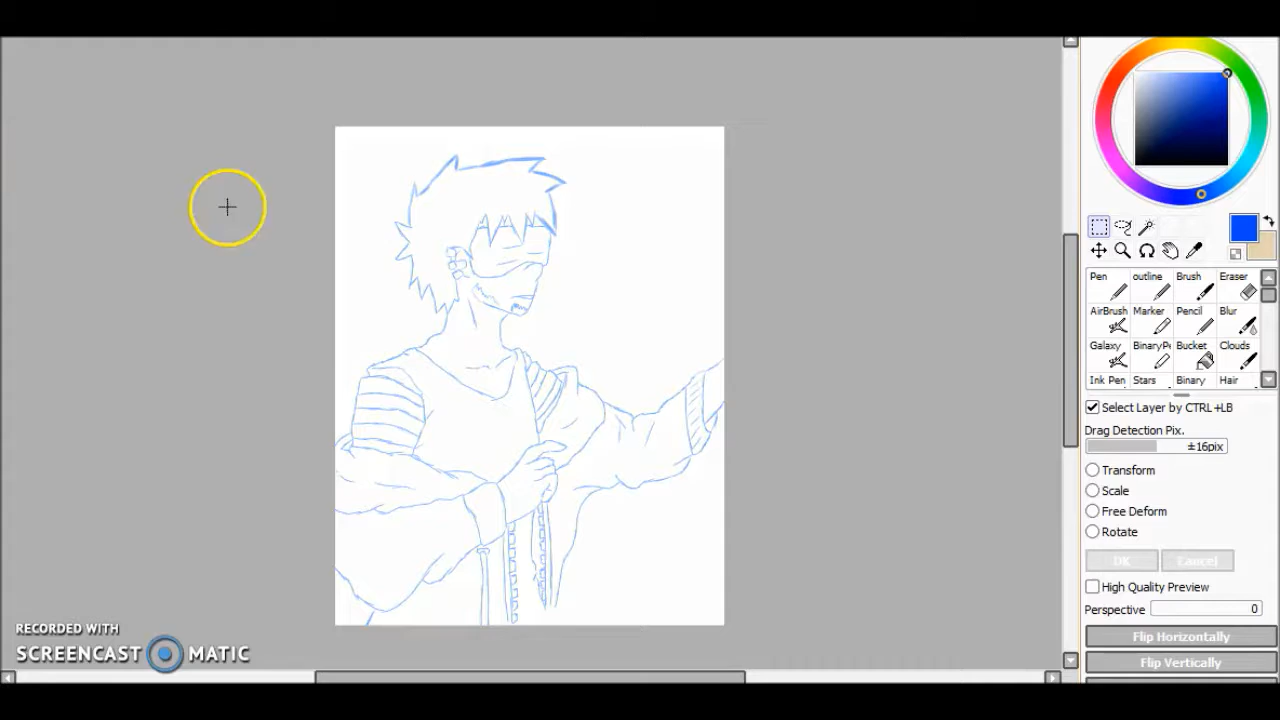 Pen outline Brush Eraser
AirBrush Marker Pencil Blur
Galaxy BinaryPe Bucket Clouds
Ink Pen Stars Binary Hair
Select Layer by CTRL+LB
Drag Detection Pix.
±16pix
Transform
Scale
Free Deform
Rotate
OK Cancel
High Quality Preview
Perspective 0
Flip Horizontally
Flip Vertically
RECORDED WITH
SCREENCAST MATIC